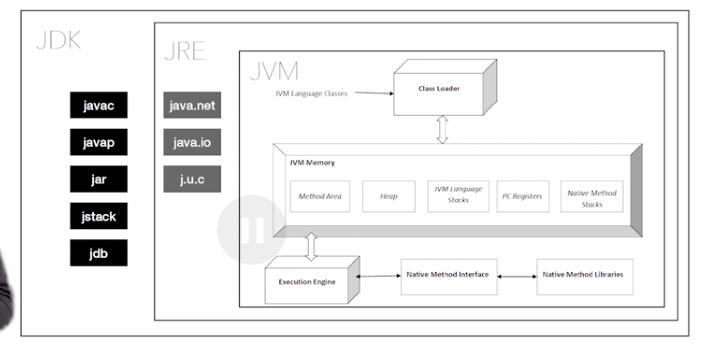 JDK
JRE
JVM
javac
javap
jar
jstack
jdb
java.net
java.io
j.u.c
JVM Language Classes
Class Loader
JVM Memory
Method Area
Heap
JVM Language
Stacks
PC Registers
Native Method
Stacks
Execution Engine
Native Method Interface
Native Method Libraries